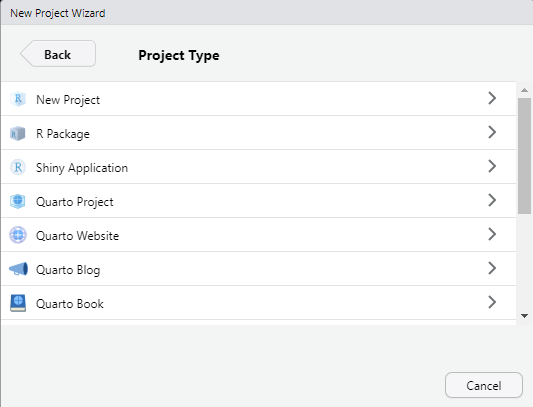 New Project Wizard
Back
Project Type
New Project
R Package
Shiny Application
Quarto Project
Quarto Website
Quarto Blog
Quarto Book
Cancel